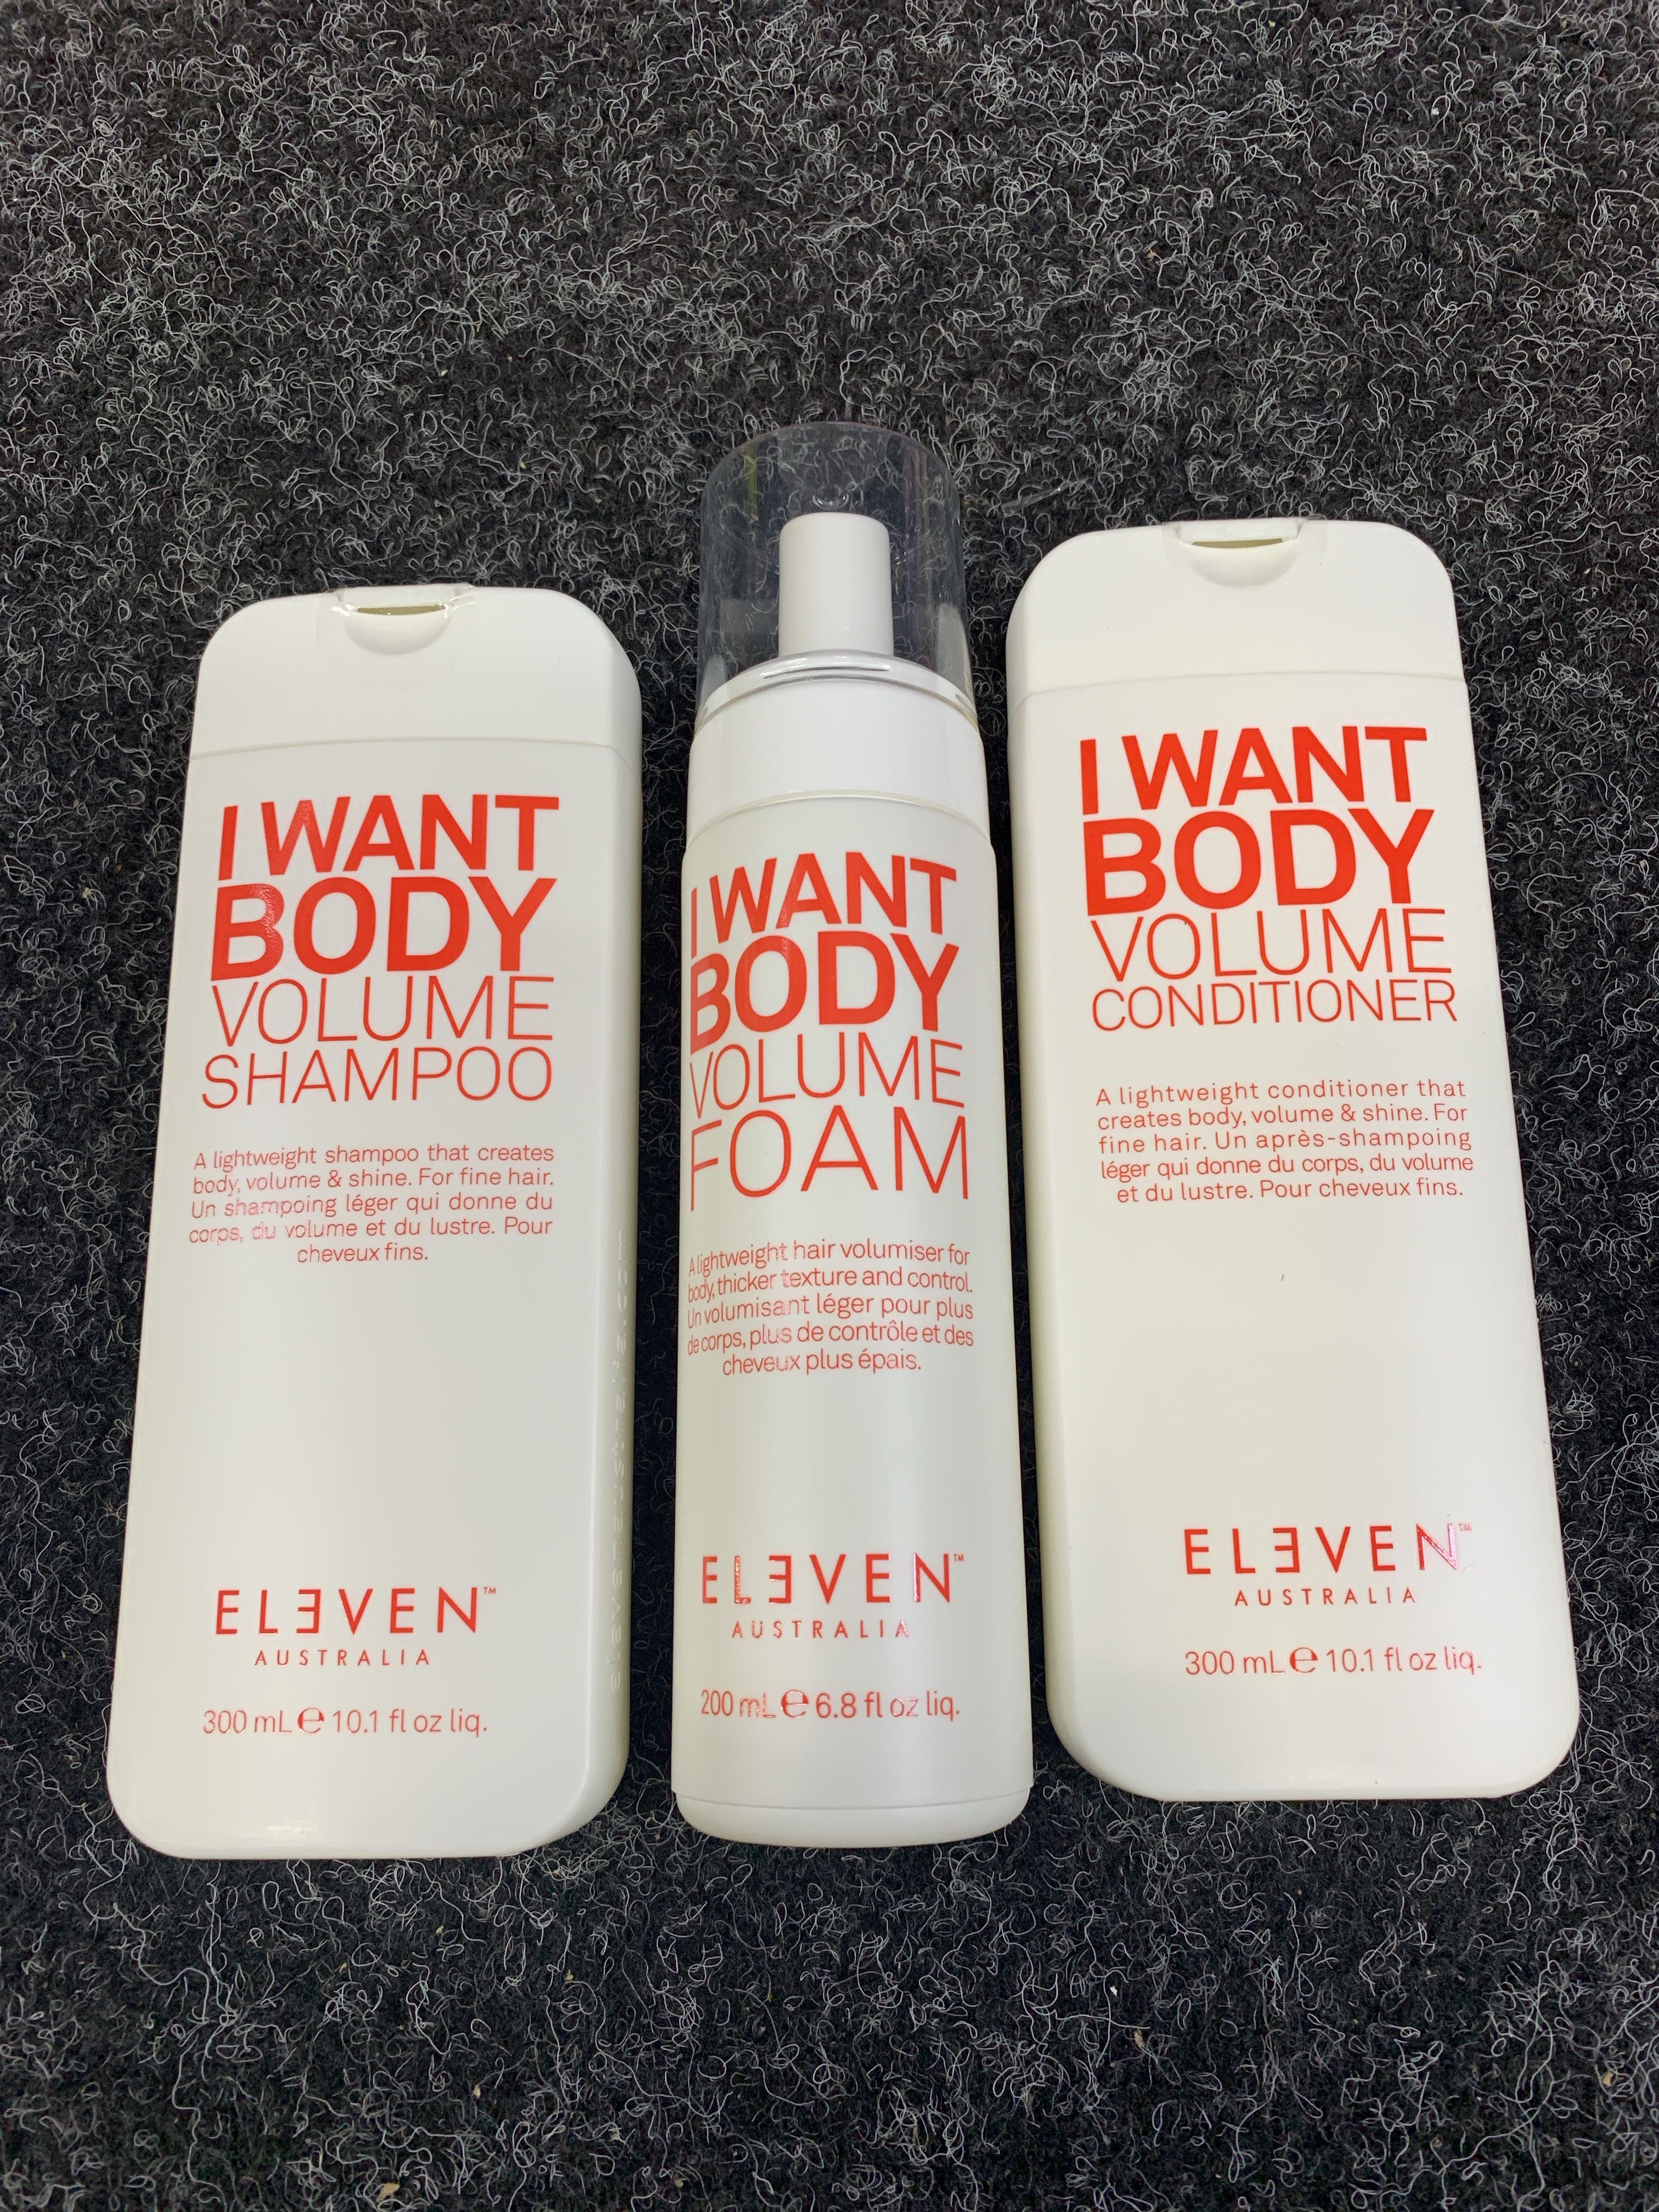 I WANT
BODY
VOLUME
SHAMPOO
A lightweight shampoo that creates
body, volume & shine. For fine hair.
Un shampoing léger qui donne du
corps, du volume et du lustre. Pour
cheveux fins.
ELEVEN™
AUSTRALIA
300 mL ℮ 10.1 fl oz liq.
elevenaustralia.com
I WANT
BODY
VOLUME
FOAM
A lightweight hair volumiser for
body, thicker texture and control.
Un volumisant léger pour plus
de corps, plus de contrôle et des
cheveux plus épais.
ELEVEN™
AUSTRALIA
200 mL ℮ 6.8 fl oz liq.
I WANT
BODY
VOLUME
CONDITIONER
A lightweight conditioner that
creates body, volume & shine. For
fine hair. Un après-shampoing
léger qui donne du corps, du volume
et du lustre. Pour cheveux fins.
ELEVEN™
AUSTRALIA
300 mL ℮ 10.1 fl oz liq.